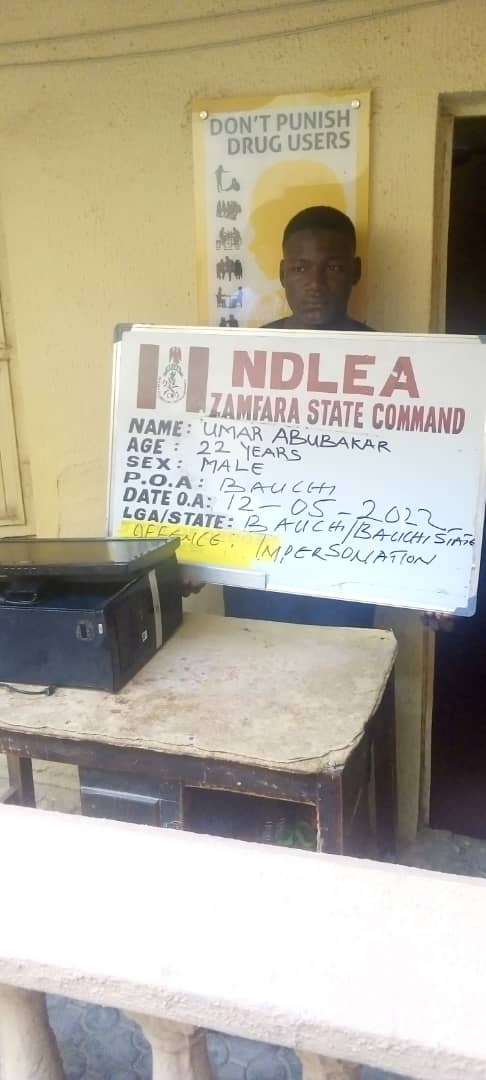 DON'T PUNISH
DRUG USERS
NDLEA
ZAMFARA STATE COMMAND
NAME: UMAR ABUBAKAR
AGE : 22 YEARS
SEX: MALE
P.O.A: BAUCHI
DATE O.A: 12-05-2022
LGA/STATE: BAUCHI/BAUCHI STATE
OFFENCE: IMPERSONATION